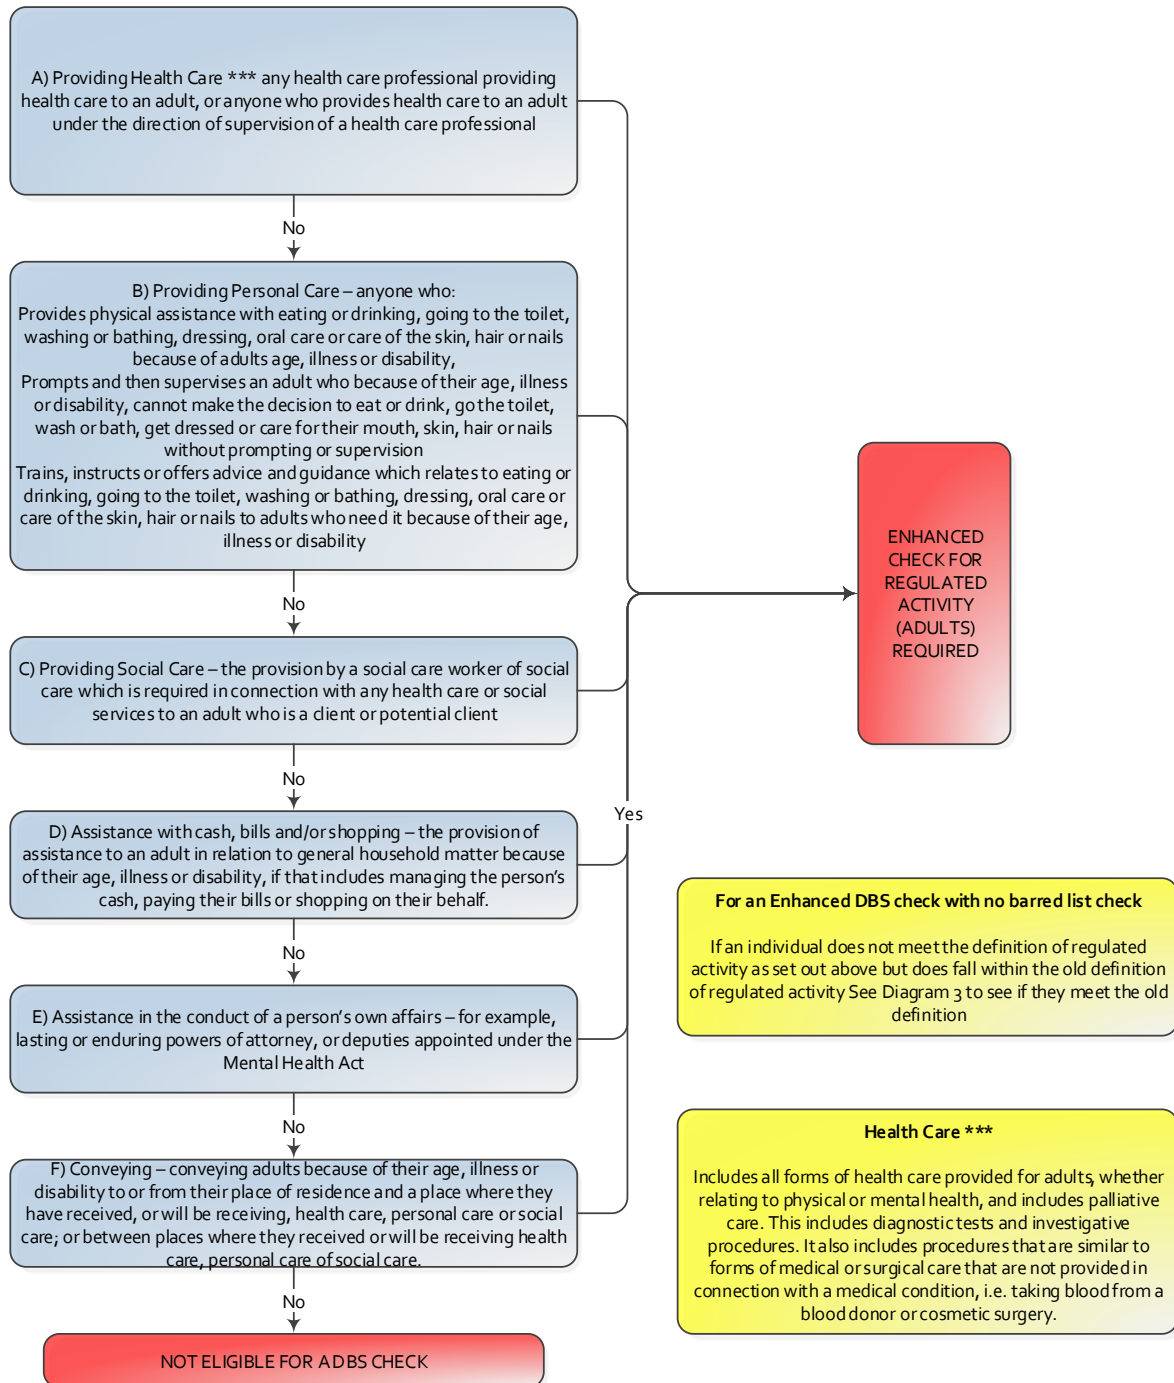 A) Providing Health Care *** any health care professional providing
health care to an adult, or anyone who provides health care to an adult
under the direction of supervision of a health care professional
No
B) Providing Personal Care – anyone who:
Provides physical assistance with eating or drinking, going to the toilet,
washing or bathing, dressing, oral care or care of the skin, hair or nails
because of adults age, illness or disability,
Prompts and then supervises an adult who because of their age, illness
or disability, cannot make the decision to eat or drink, go the toilet,
wash or bath, get dressed or care for their mouth, skin, hair or nails
without prompting or supervision
Trains, instructs or offers advice and guidance which relates to eating or
drinking, going to the toilet, washing or bathing, dressing, oral care or
care of the skin, hair or nails to adults who need it because of their age,
illness or disability
No
C) Providing Social Care – the provision by a social care worker of social
care which is required in connection with any health care or social
services to an adult who is a client or potential client
No
D) Assistance with cash, bills and/or shopping – the provision of
assistance to an adult in relation to general household matter because
of their age, illness or disability, if that includes managing the person’s
cash, paying their bills or shopping on their behalf.
No
E) Assistance in the conduct of a person’s own affairs – for example,
lasting or enduring powers of attorney, or deputies appointed under the
Mental Health Act
No
F) Conveying – conveying adults because of their age, illness or
disability to or from their place of residence and a place where they
have received, or will be receiving, health care, personal care or social
care; or between places where they received or will be receiving health
care, personal care of social care.
No
NOT ELIGIBLE FOR A DBS CHECK
Yes
ENHANCED
CHECK FOR
REGULATED
ACTIVITY
(ADULTS)
REQUIRED
For an Enhanced DBS check with no barred list check
If an individual does not meet the definition of regulated
activity as set out above but does fall within the old definition
of regulated activity See Diagram 3 to see if they meet the old
definition
Health Care ***
Includes all forms of health care provided for adults, whether
relating to physical or mental health, and includes palliative
care. This includes diagnostic tests and investigative
procedures. It also includes procedures that are similar to
forms of medical or surgical care that are not provided in
connection with a medical condition, i.e. taking blood from a
blood donor or cosmetic surgery.